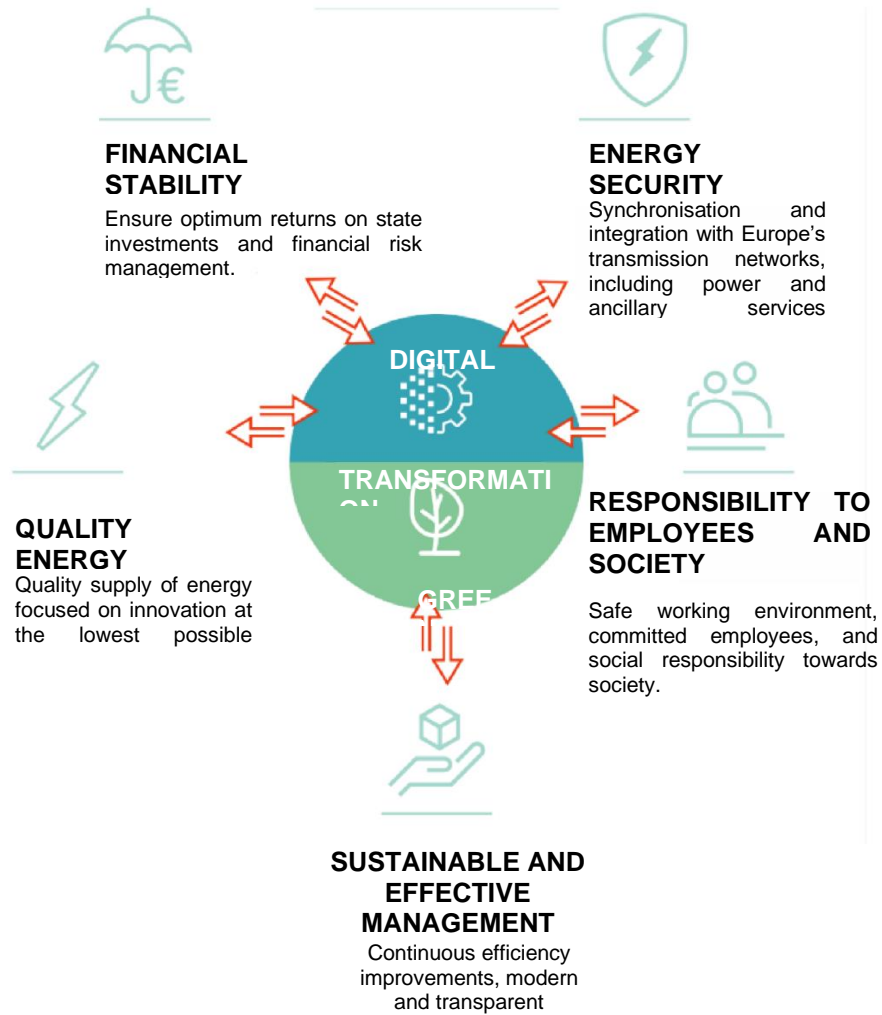 €
FINANCIAL
STABILITY
Ensure optimum returns on state
investments and financial risk
management.
ENERGY
SECURITY
Synchronisation and
integration with Europe's
transmission networks,
including power and
ancillary services
DIGITAL
TRANSFORMATI
ON
QUALITY
ENERGY
Quality supply of energy
focused on innovation at
the lowest possible
RESPONSIBILITY TO
EMPLOYEES AND
SOCIETY
Safe working environment,
committed employees, and
social responsibility towards
society.
GREE
SUSTAINABLE AND
EFFECTIVE
MANAGEMENT
Continuous efficiency
improvements, modern
and transparent